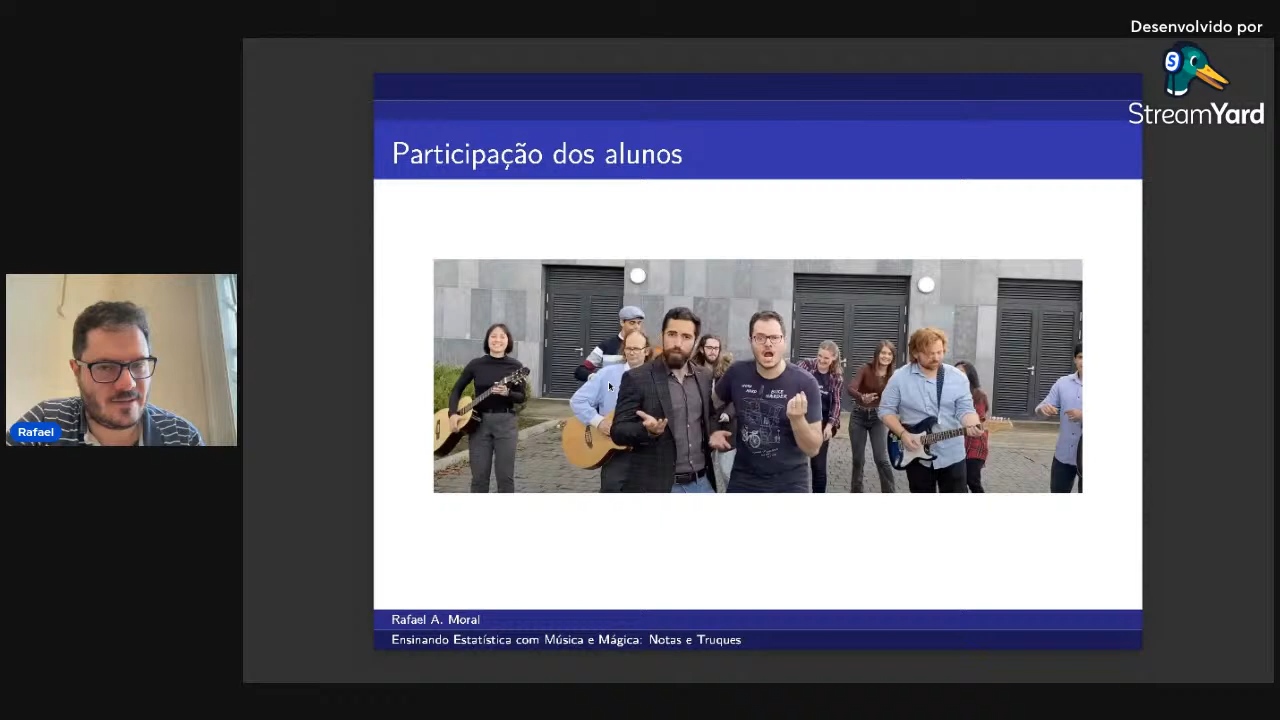 Desenvolvido por
StreamYard
Participação dos alunos
Rafael
Rafael A. Moral
Ensinando Estatística com Música e Mágica: Notas e Truques